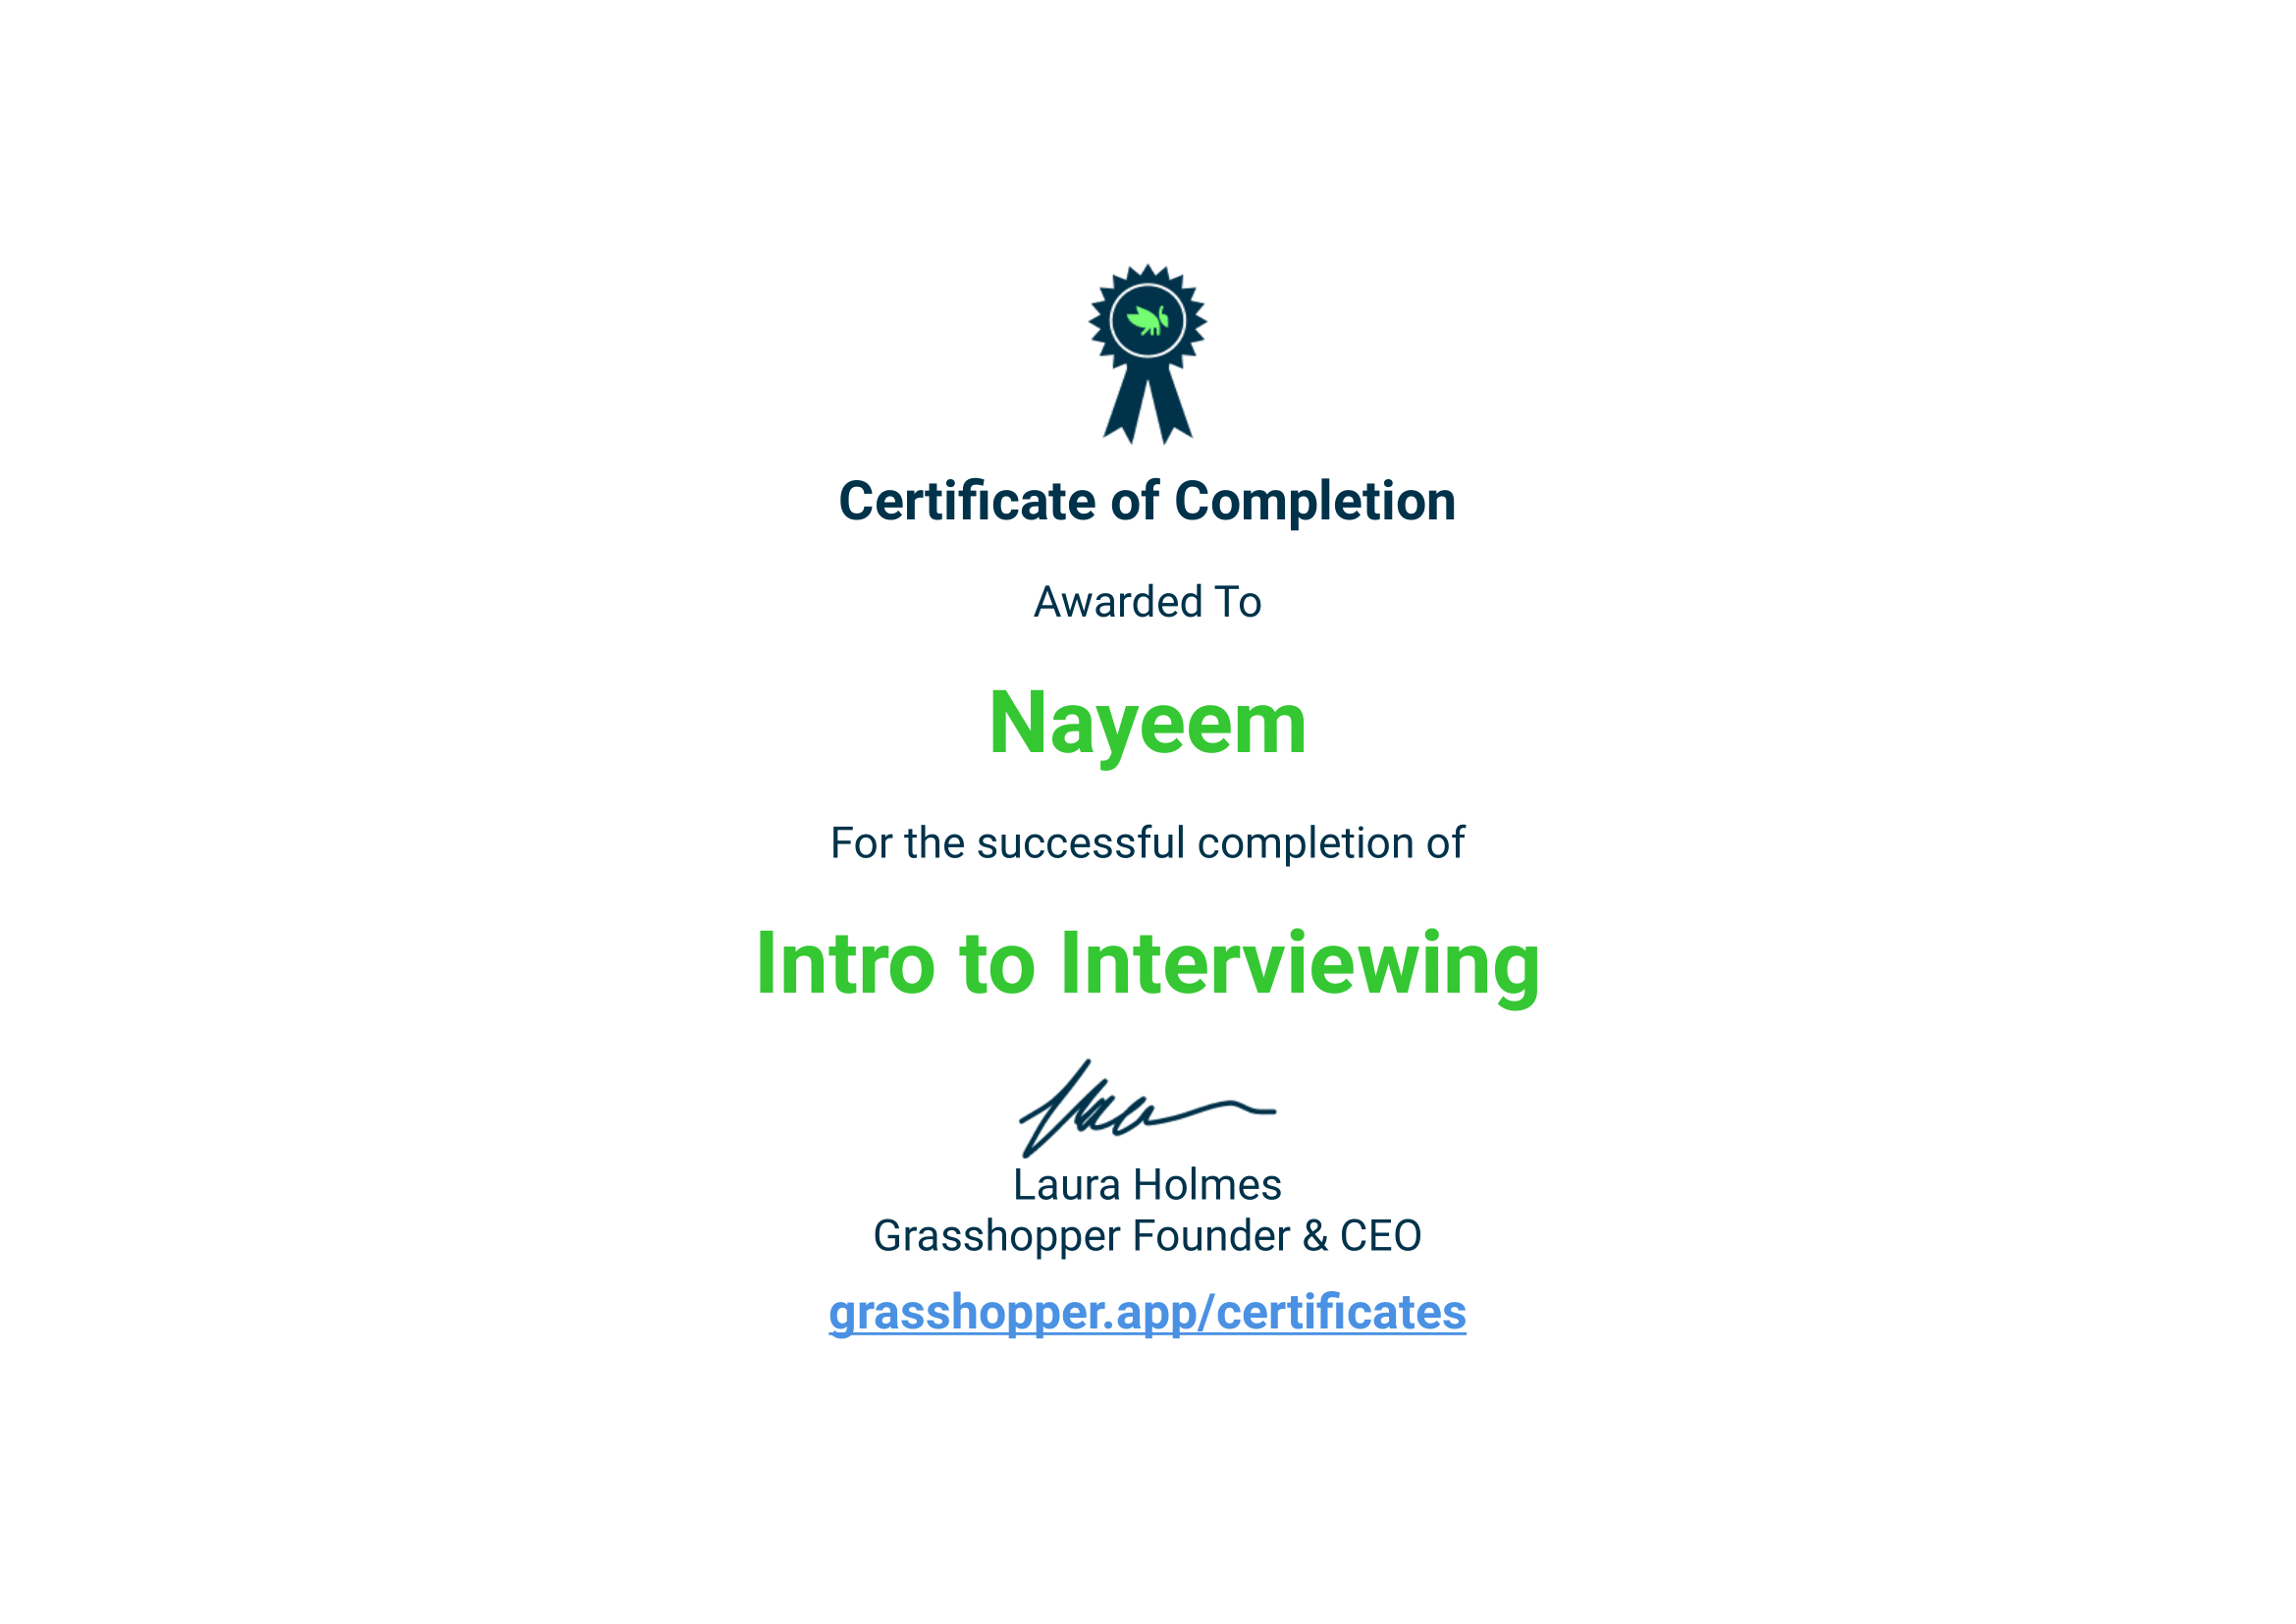 Certificate of Completion
Awarded To
Nayeem
For the successful completion of
Intro to Interviewing
Laura Holmes
Grasshopper Founder & CEO
grasshopper.app/certificates